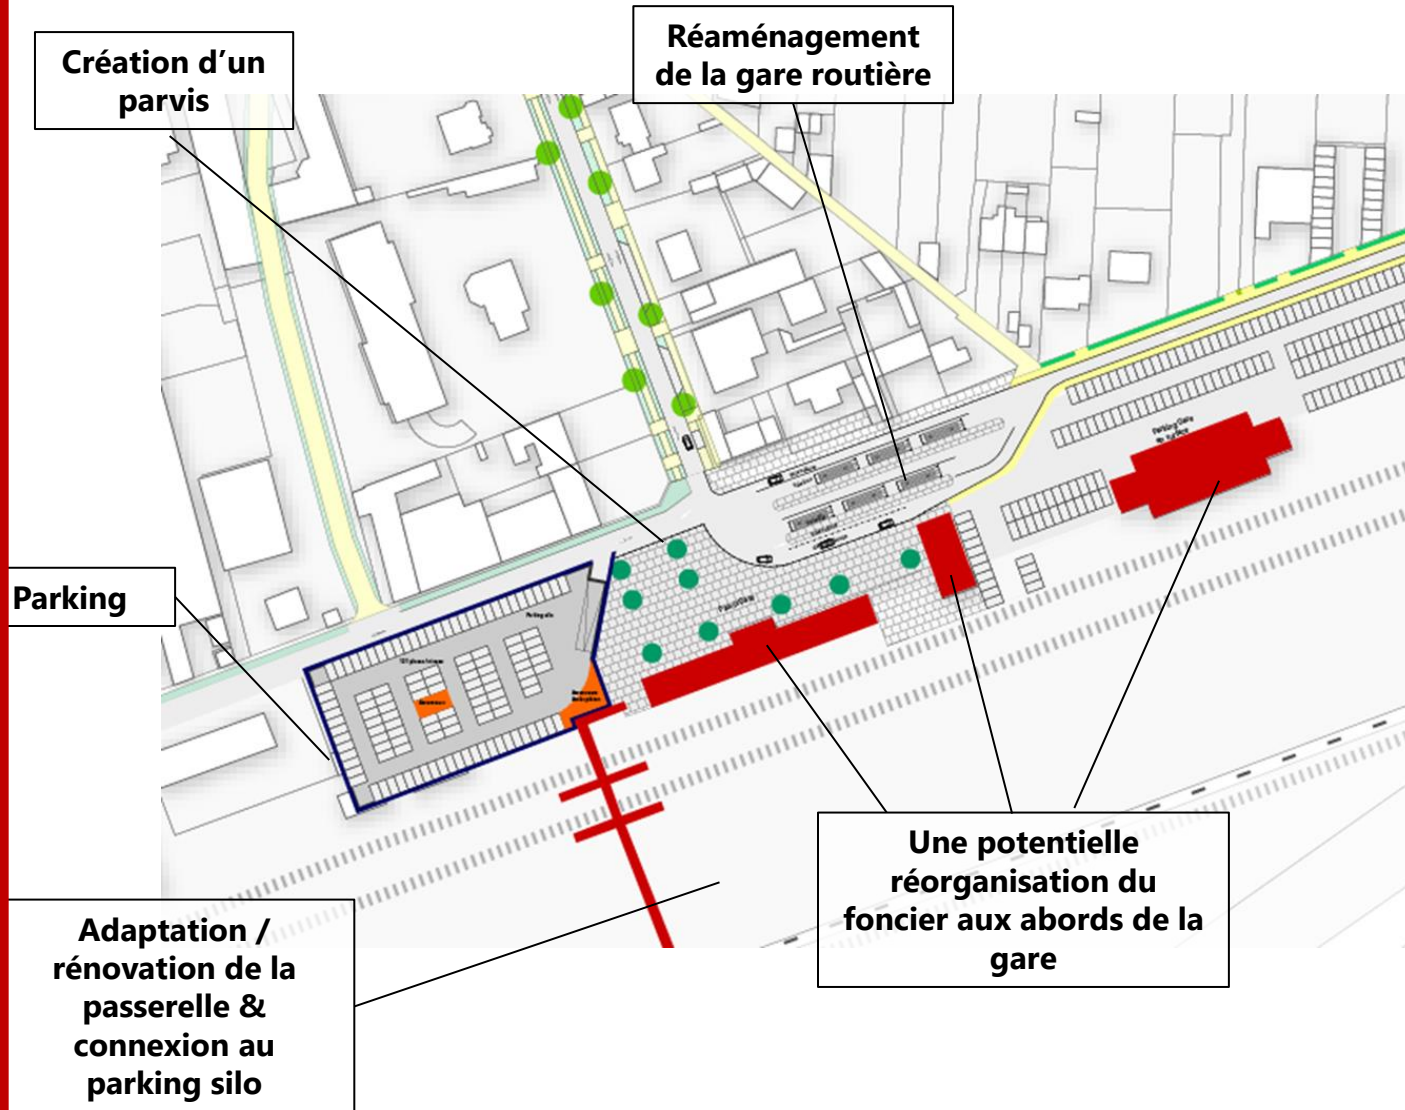 Création d’un
parvis
Réaménagement
de la gare routière
Parking
Adaptation /
rénovation de la
passerelle &
connexion au
parking silo
Une potentielle
réorganisation du
foncier aux abords de la
gare